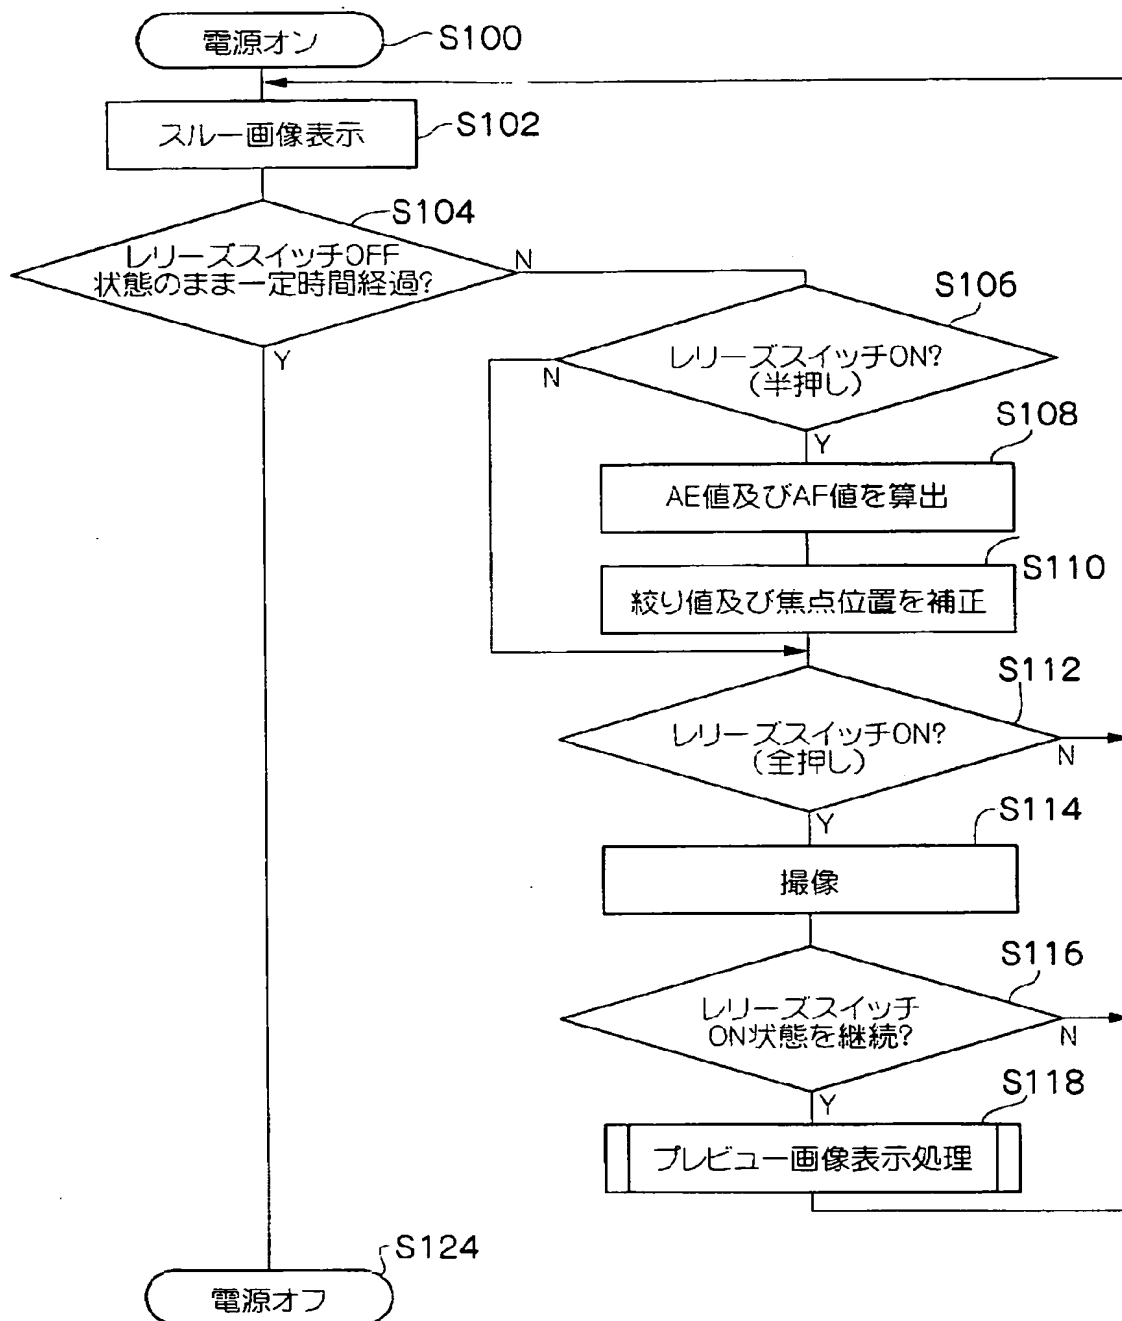 電源オン
S100
スルー画像表示
S102
S104
レリーズスイッチOFF
状態のまま一定時間経過?
N
Y
S106
レリーズスイッチON?
(半押し)
N
Y
S108
AE値及びAF値を算出
S110
絞り値及び焦点位置を補正
S112
レリーズスイッチON?
(全押し)
N
Y
S114
撮像
S116
レリーズスイッチ
ON状態を継続?
N
Y
S118
プレビュー画像表示処理
S124
電源オフ